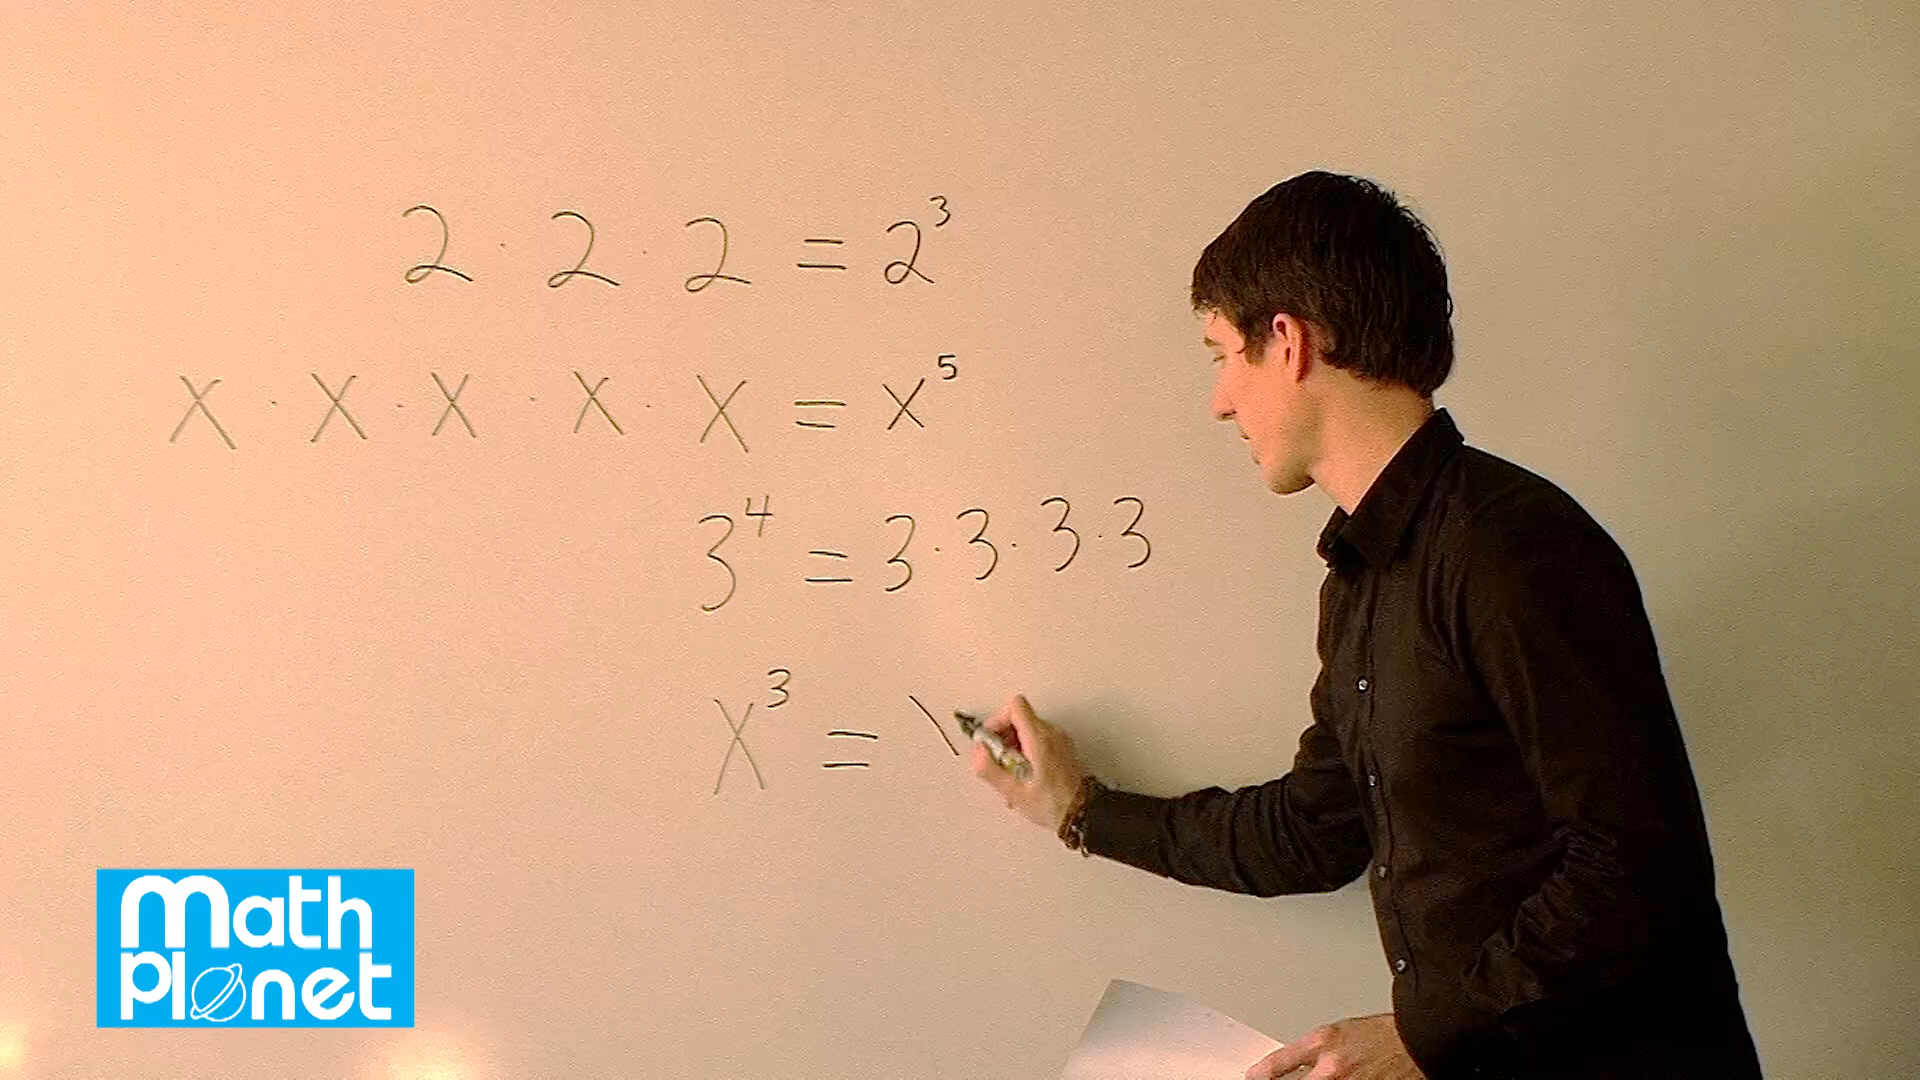 2 · 2 · 2 = 2³
x · x · x · x · x = x⁵
3⁴ = 3 · 3 · 3 · 3
x³ = \
math
planet